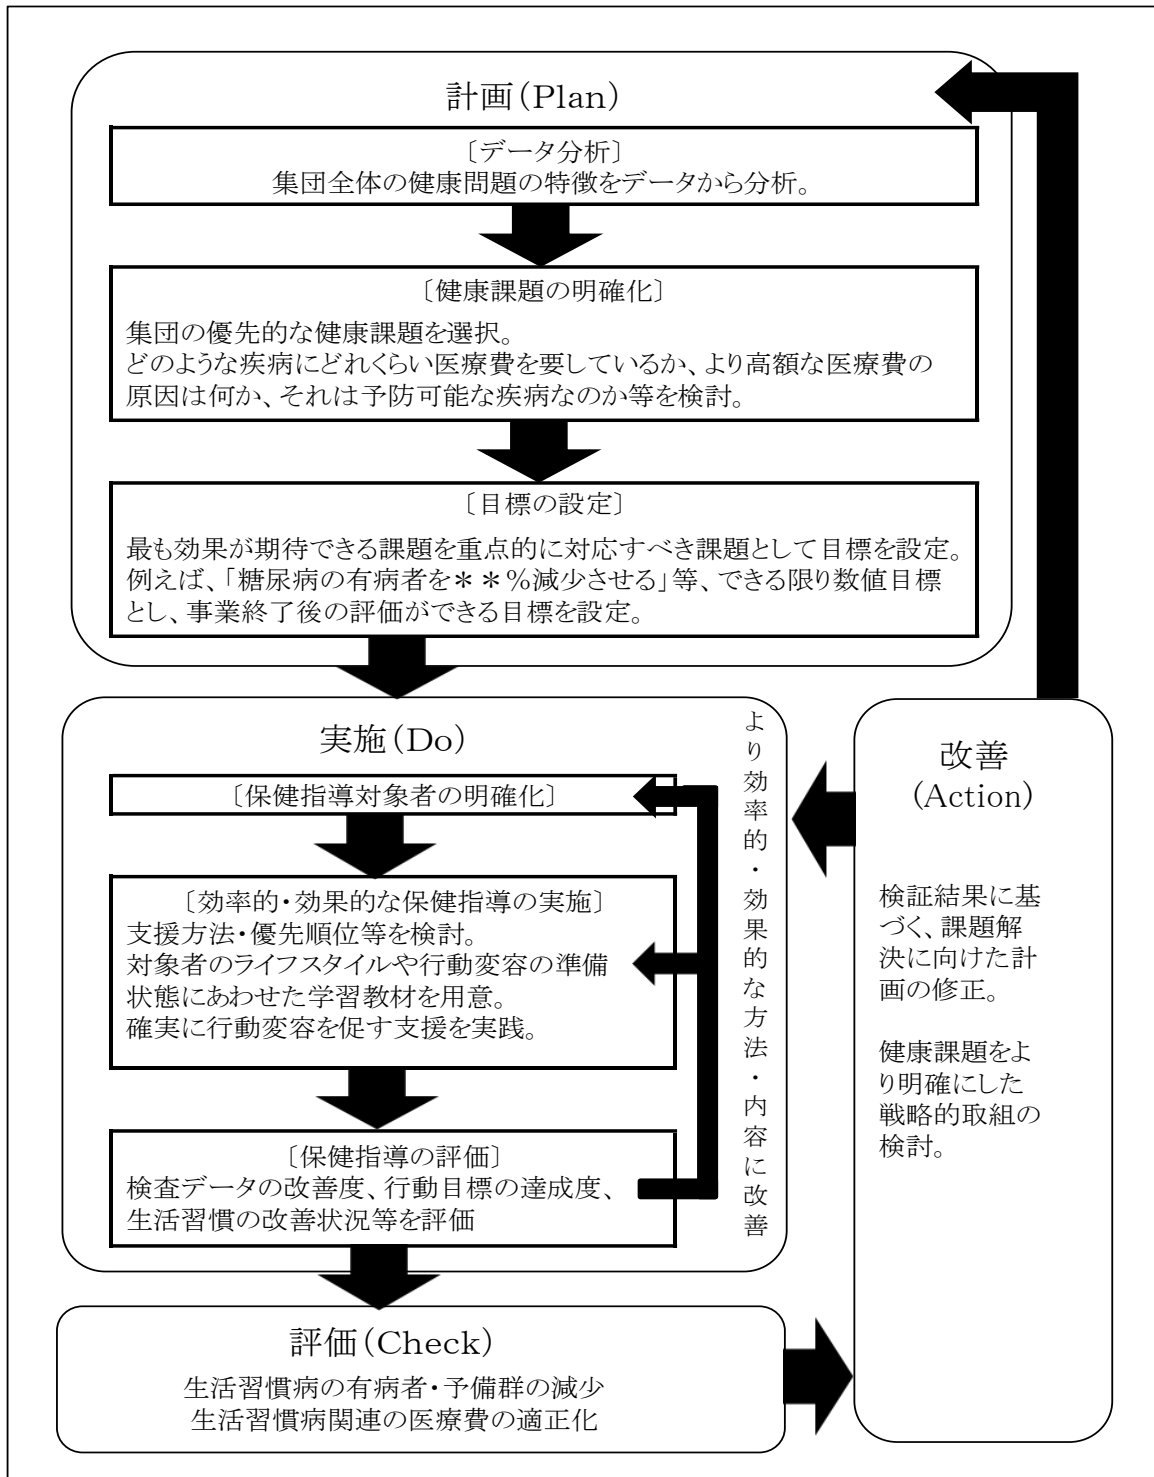 計画(Plan)
〔データ分析〕
集団全体の健康問題の特徴をデータから分析。
〔健康課題の明確化〕
集団の優先的な健康課題を選択。
どのような疾病にどれくらい医療費を要しているか、より高額な医療費の
原因は何か、それは予防可能な疾病なのか等を検討。
〔目標の設定〕
最も効果が期待できる課題を重点的に対応すべき課題として目標を設定。
例えば、「糖尿病の有病者を＊＊％減少させる」等、できる限り数値目標
とし、事業終了後の評価ができる目標を設定。
実施(Do)
〔保健指導対象者の明確化〕
〔効率的・効果的な保健指導の実施〕
支援方法・優先順位等を検討。
対象者のライフスタイルや行動変容の準備
状態にあわせた学習教材を用意。
確実に行動変容を促す支援を実践。
〔保健指導の評価〕
検査データの改善度、行動目標の達成度、
生活習慣の改善状況等を評価
より効率的・効果的な方法・内容に改善
評価(Check)
生活習慣病の有病者・予備群の減少
生活習慣病関連の医療費の適正化
改善
(Action)
検証結果に基
づく、課題解
決に向けた計
画の修正。
健康課題をよ
り明確にした
戦略的取組の
検討。